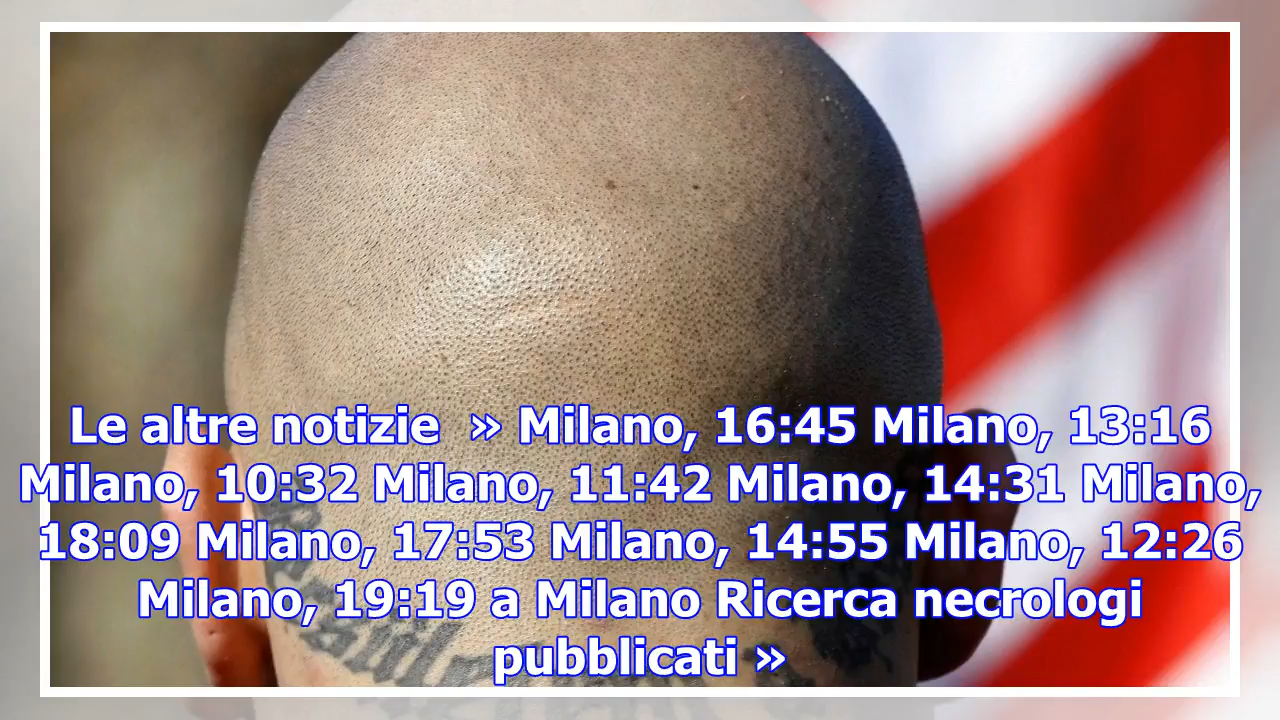 Le altre notizie  » Milano, 16:45 Milano, 13:16
Milano, 10:32 Milano, 11:42 Milano, 14:31 Milano,
18:09 Milano, 17:53 Milano, 14:55 Milano, 12:26
Milano, 19:19 a Milano Ricerca necrologi
pubblicati »